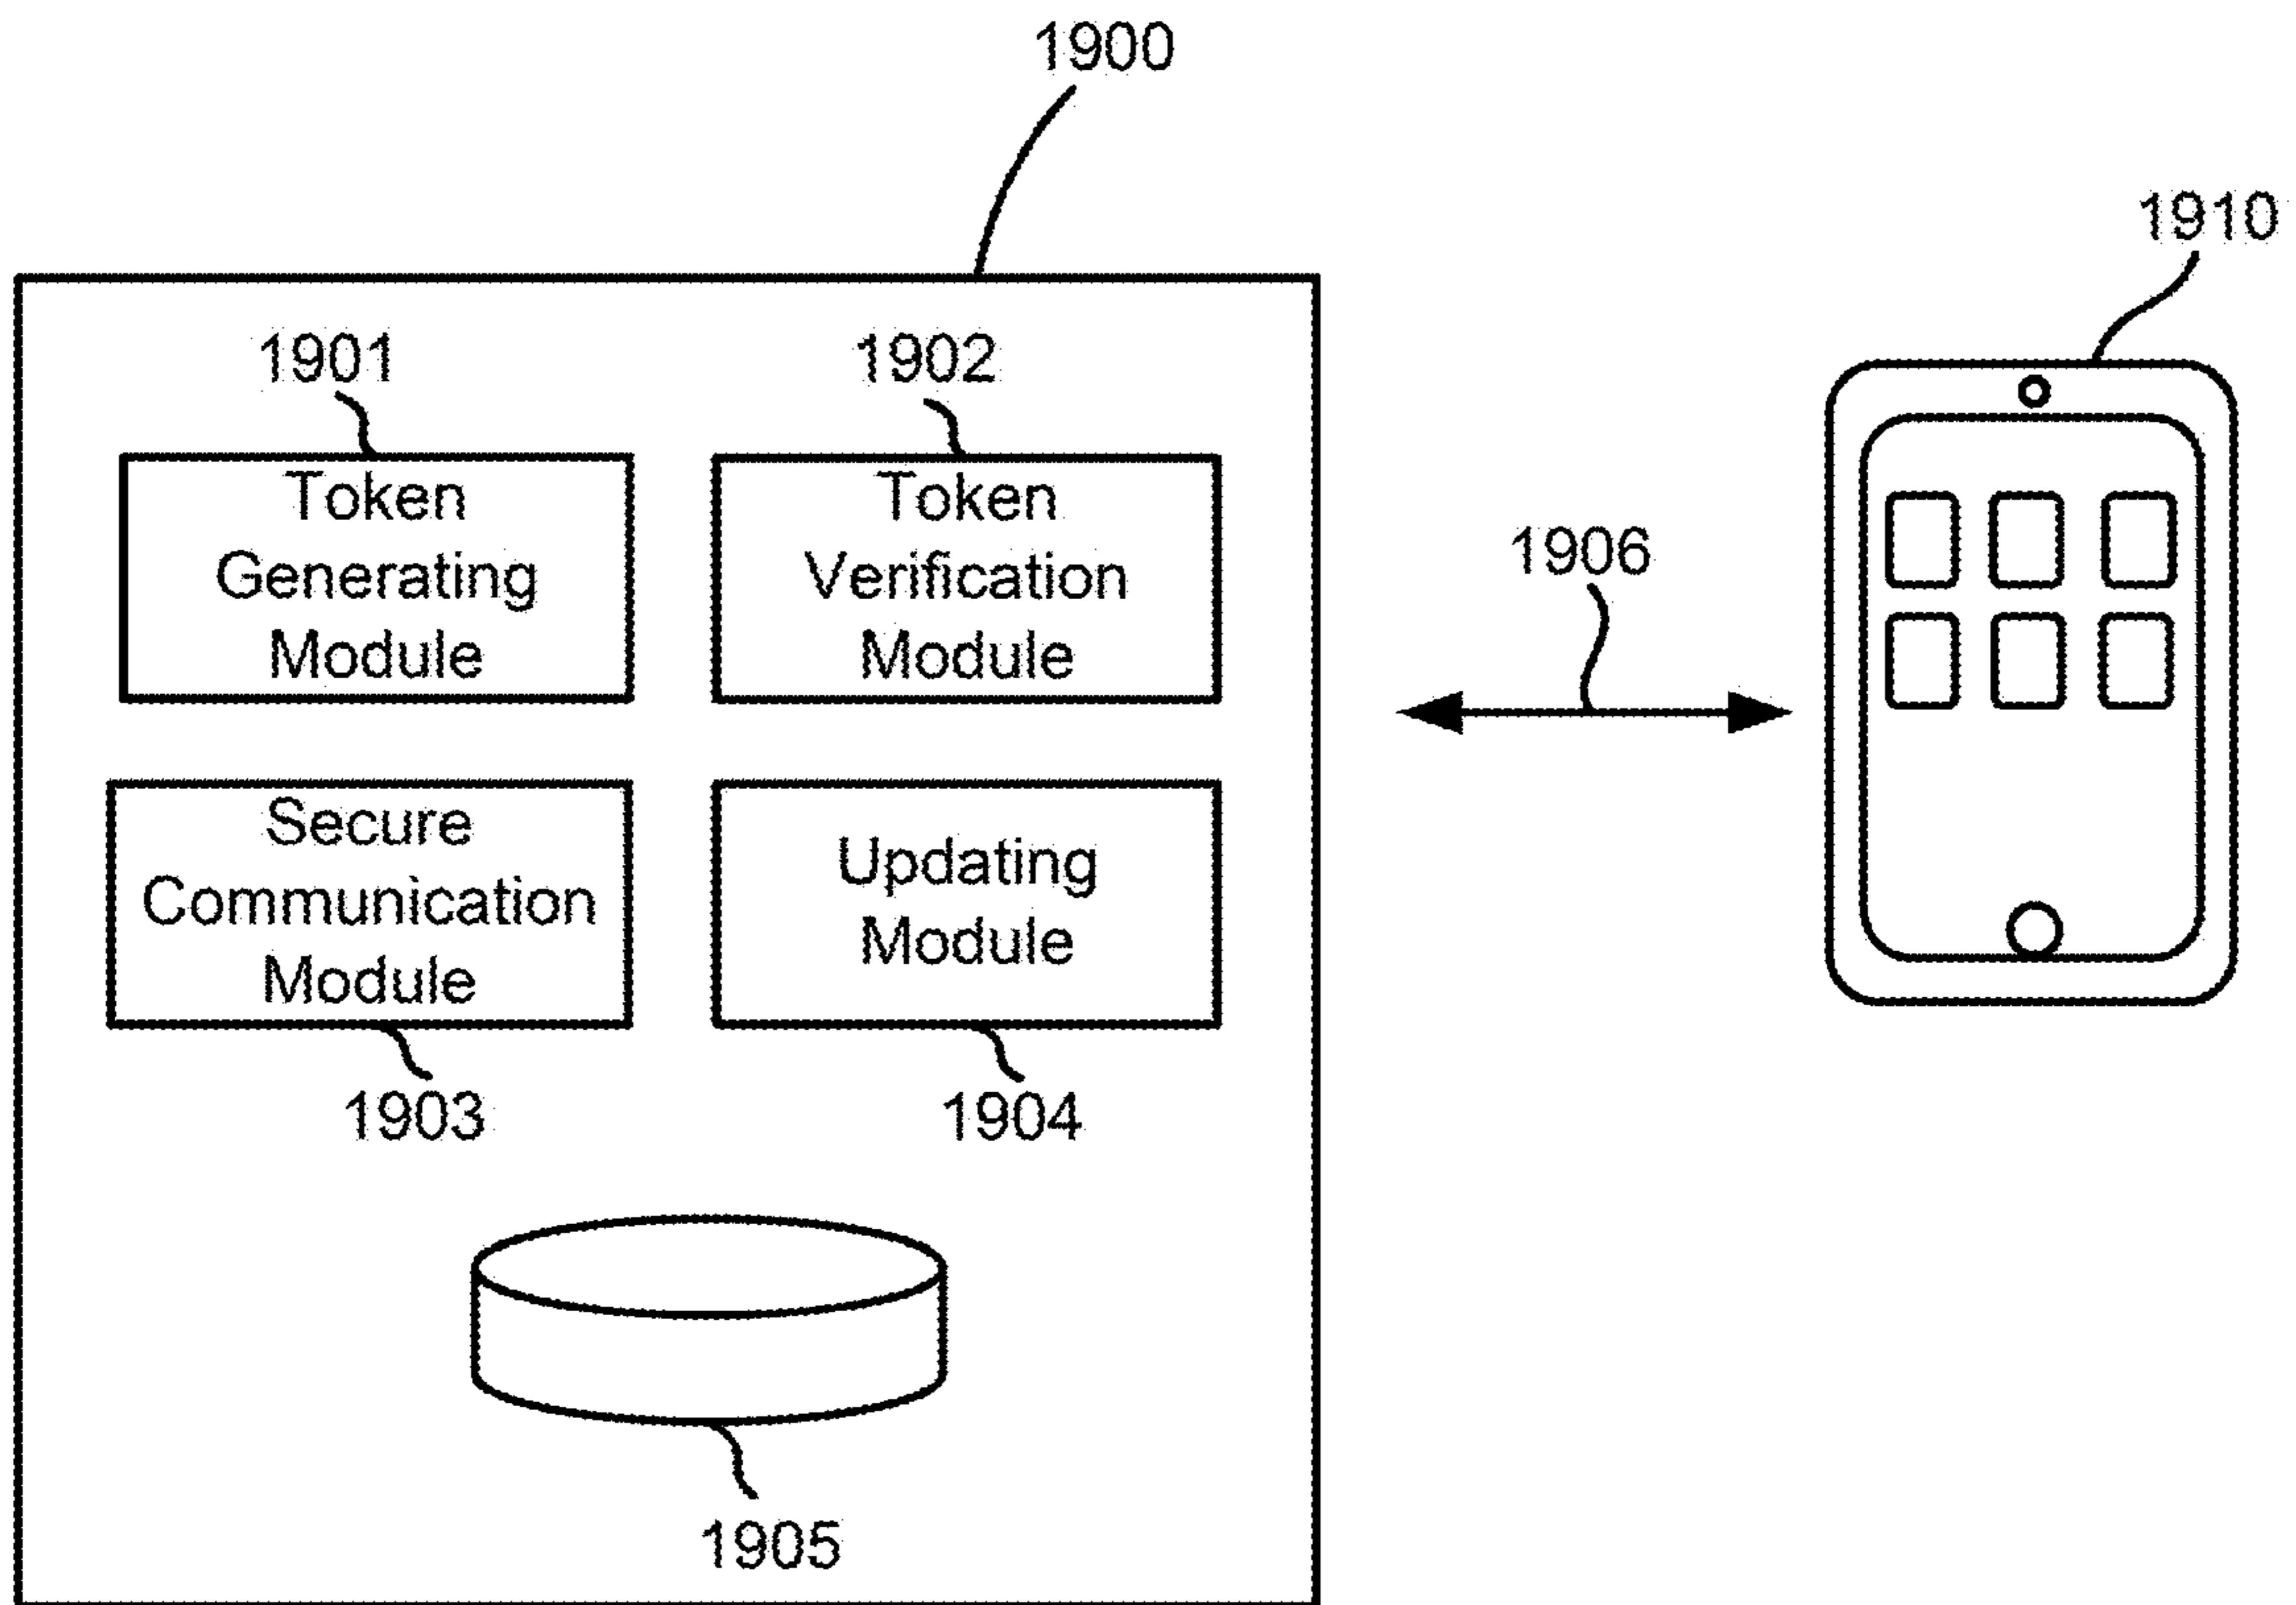 1900
1910
1901
1902
Token
Generating
Module
Token
Verification
Module
1906
Secure
Communication
Module
Updating
Module
1903
1904
1905